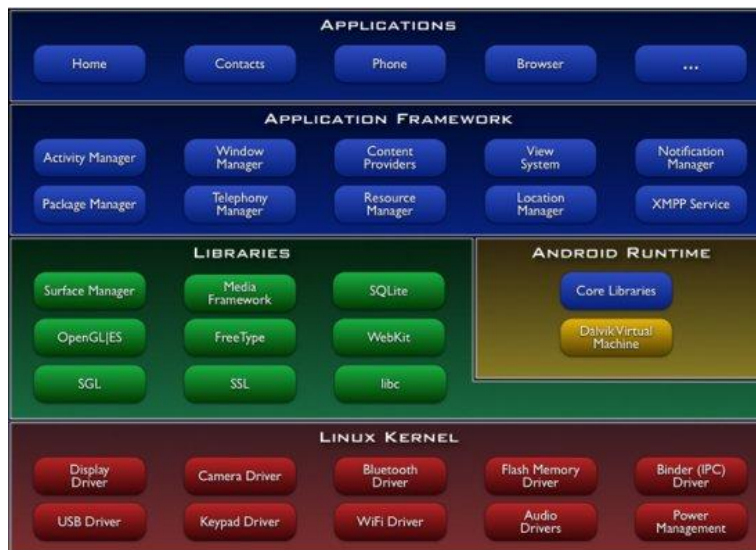 APPLICATIONS
Home
Contacts
Phone
Browser
...
APPLICATION FRAMEWORK
Activity Manager
Window
Manager
Content
Providers
View
System
Notification
Manager
Package Manager
Telephony
Manager
Resource
Manager
Location
Manager
XMPP Service
LIBRARIES
Surface Manager
Media
Framework
SQLite
OpenGL|ES
FreeType
WebKit
SGL
SSL
libc
ANDROID RUNTIME
Core Libraries
Dalvik Virtual
Machine
LINUX KERNEL
Display
Driver
Camera Driver
Bluetooth
Driver
Flash Memory
Driver
Binder (IPC)
Driver
USB Driver
Keypad Driver
WiFi Driver
Audio
Drivers
Power
Management